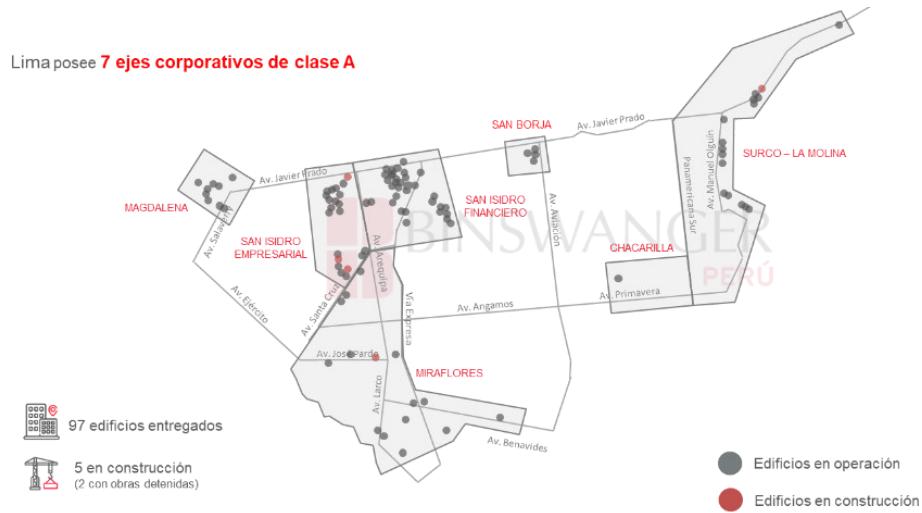 Lima posee 7 ejes corporativos de clase A
SAN BORJA
Av. Javier Prado
Av. Javier Prado
MAGDALENA
Av. Salaverry
SAN ISIDRO
EMPRESARIAL
SAN ISIDRO
FINANCIERO
Av. Manuel Olguín
SURCO – LA MOLINA
Panamericana Sur
Av. Aviación
BINSWANGER
PERÚ
CHACARILLA
Av. Arequipa
Av. Santa Cruz
Vía Expresa
Av. Ejército
Av. Angamos
Av. Primavera
Av. José Pardo
MIRAFLORES
Av. Larco
Av. Benavides
97 edificios entregados
5 en construcción
(2 con obras detenidas)
Edificios en operación
Edificios en construcción